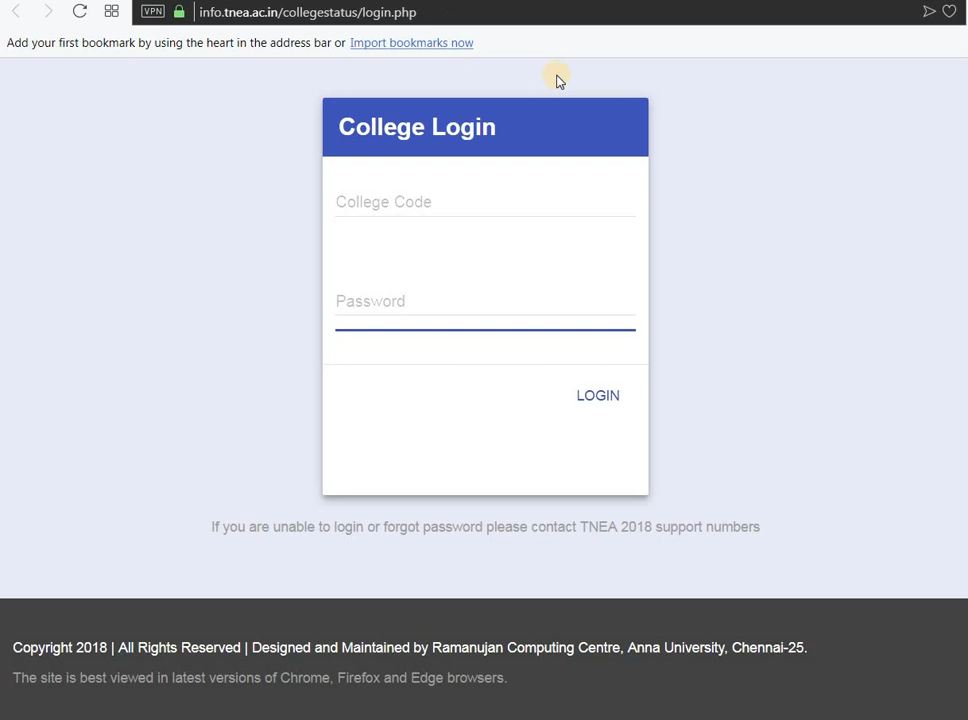 VPN info.tnea.ac.in/collegestatus/login.php
Add your first bookmark by using the heart in the address bar or Import bookmarks now
College Login
College Code
Password
LOGIN
If you are unable to login or forgot password please contact TNEA 2018 support numbers
Copyright 2018 | All Rights Reserved | Designed and Maintained by Ramanujan Computing Centre, Anna University, Chennai-25.
The site is best viewed in latest versions of Chrome, Firefox and Edge browsers.